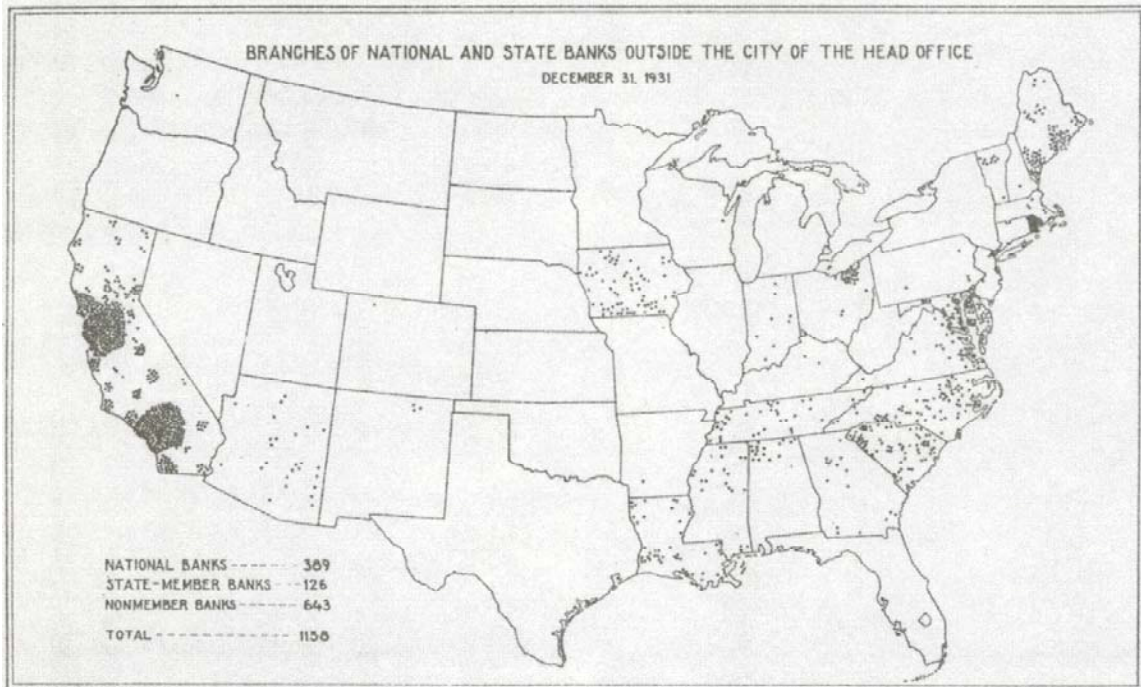 BRANCHES OF NATIONAL AND STATE BANKS OUTSIDE THE CITY OF THE HEAD OFFICE
DECEMBER 31, 1931
NATIONAL BANKS -------- 389
STATE-MEMBER BANKS --- 126
NONMEMBER BANKS ------- 643
TOTAL ---------------- 1158